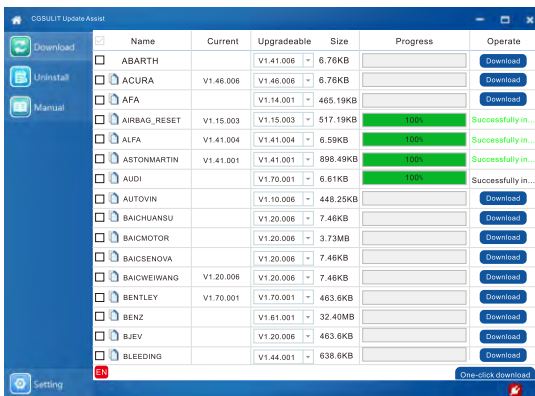 CGSULIT Update Assist
Download
Uninstall
Manual
Setting
Name Current Upgradeable Size Progress Operate
ABARTH V1.41.006 6.76KB Download
ACURA V1.46.006 V1.46.006 6.76KB Download
AFA V1.14.001 465.19KB Download
AIRBAG_RESET V1.15.003 V1.15.003 517.19KB 100% Successfully in...
ALFA V1.41.004 V1.41.004 6.59KB 100% Successfully in...
ASTONMARTIN V1.41.001 V1.41.001 898.49KB 100% Successfully in...
AUDI V1.70.001 6.61KB 100% Successfully in...
AUTOVIN V1.10.006 448.25KB Download
BAICHUANSU V1.20.006 7.46KB Download
BAICMOTOR V1.20.006 3.73MB Download
BAICSENOVA V1.20.006 7.46KB Download
BAICWEIWANG V1.20.006 V1.20.006 7.46KB Download
BENTLEY V1.70.001 V1.70.001 463.6KB Download
BENZ V1.61.001 32.40MB Download
BJEV V1.20.006 463.6KB Download
BLEEDING V1.44.001 638.6KB Download
EN
One-click download